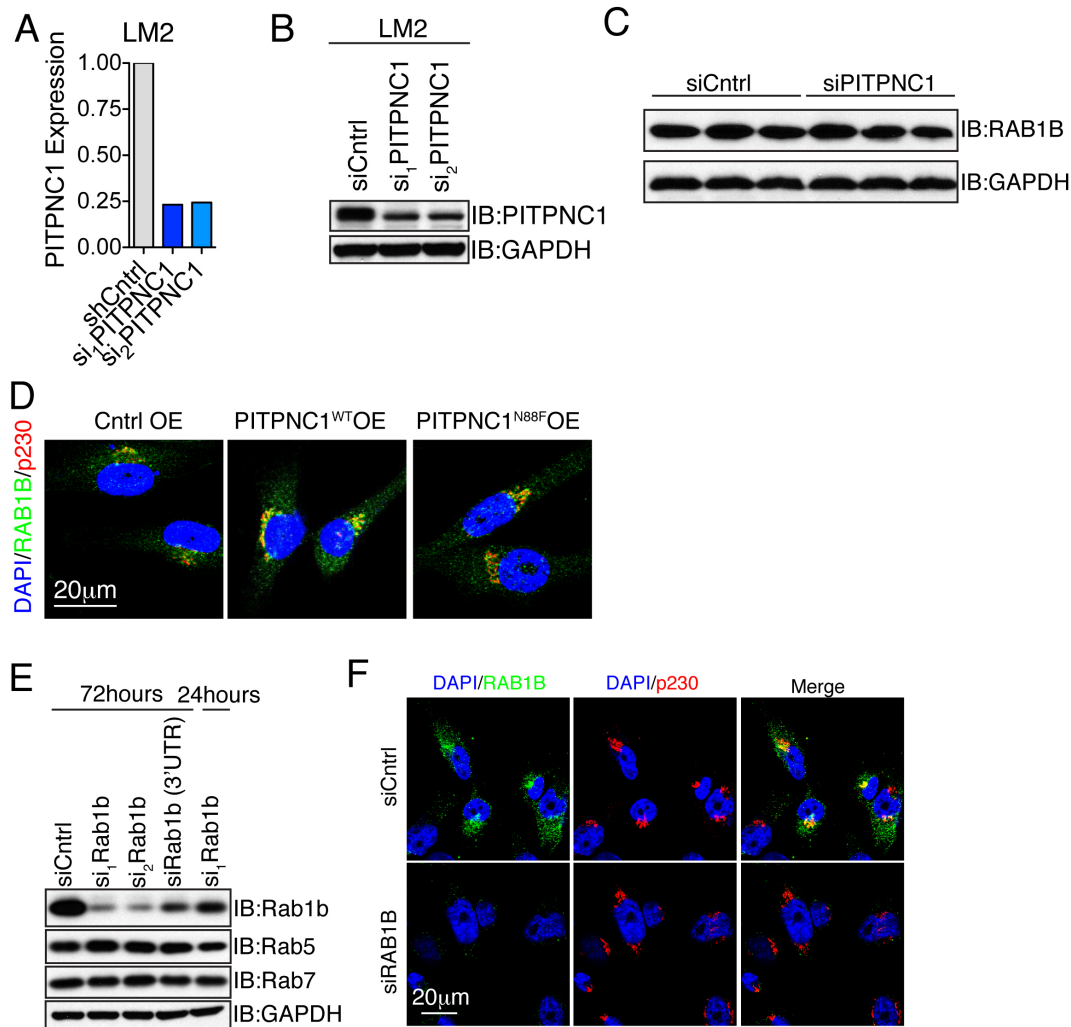 A
LM2
PITPNC1 Expression
1.00
0.75
0.50
0.25
0.00
shCntrl
si1PITPNC1
si2PITPNC1
B
LM2
siCntrl
si1PITPNC1
si2PITPNC1
IB:PITPNC1
IB:GAPDH
C
siCntrl
siPITPNC1
IB:RAB1B
IB:GAPDH
D
Cntrl OE
PITPNC1WTOE
PITPNC1N88FOE
DAPI/RAB1B/p230
20μm
E
72hours
24hours
siCntrl
si1Rab1b
si2Rab1b
siRab1b (3'UTR)
si1Rab1b
IB:Rab1b
IB:Rab5
IB:Rab7
IB:GAPDH
F
DAPI/RAB1B
DAPI/p230
Merge
siCntrl
siRAB1B
20μm